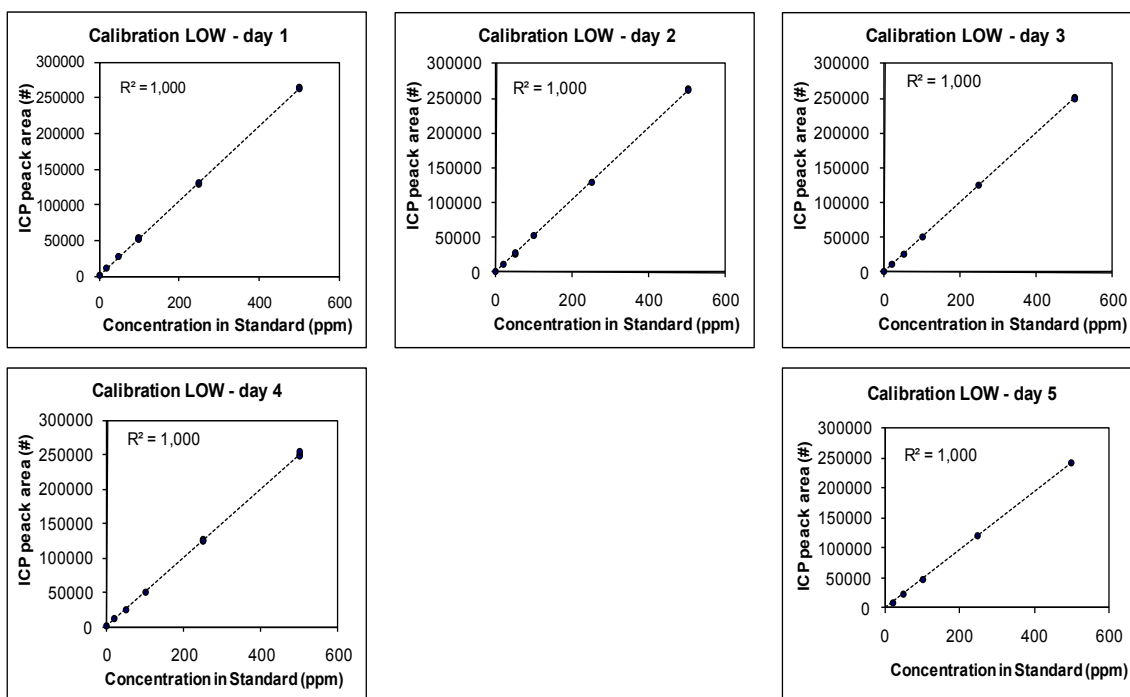 Calibration LOW - day 1
300000
250000
200000
150000
100000
50000
0
R² = 1,000
0
200
400
600
ICP peack area (#)
Concentration in Standard (ppm)
Calibration LOW - day 2
300000
250000
200000
150000
100000
50000
0
R² = 1,000
0
200
400
600
ICP peack area (#)
Concentration in Standard (ppm)
Calibration LOW - day 3
300000
250000
200000
150000
100000
50000
0
R² = 1,000
0
200
400
600
ICP peack area (#)
Concentration in Standard (ppm)
Calibration LOW - day 4
300000
250000
200000
150000
100000
50000
0
R² = 1,000
0
200
400
600
ICP peack area (#)
Concentration in Standard (ppm)
Calibration LOW - day 5
300000
250000
200000
150000
100000
50000
0
R² = 1,000
0
200
400
600
ICP peack area (#)
Concentration in Standard (ppm)